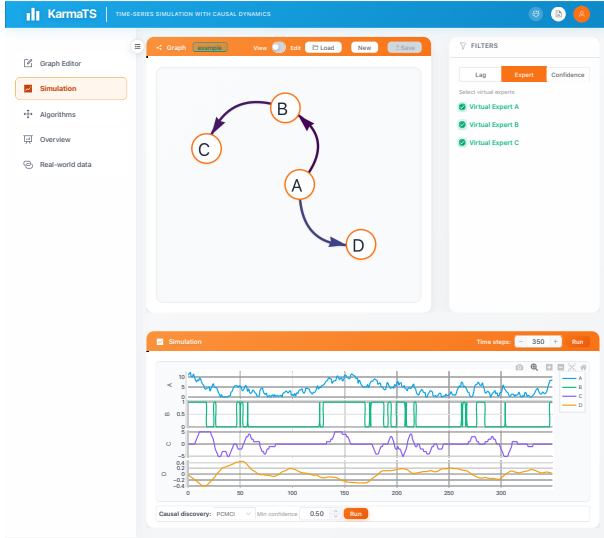 KarmaTS TIME-SERIES SIMULATION WITH CAUSAL DYNAMICS
Graph Editor
Simulation
Algorithms
Overview
Real-world data
Graph example View Edit Load New Save
B
C
A
D
FILTERS
Lag Expert Confidence
Select virtual experts
Virtual Expert A
Virtual Expert B
Virtual Expert C
Simulation Time steps: - 350 + Run
A
10
5
0
B
1
0.5
0
C
5
0
−5
D
0.4
0.2
0
−0.2
−0.4
0 50 100 150 200 250 300
A
B
C
D
Causal discovery: PCMCI Min confidence 0.50 Run